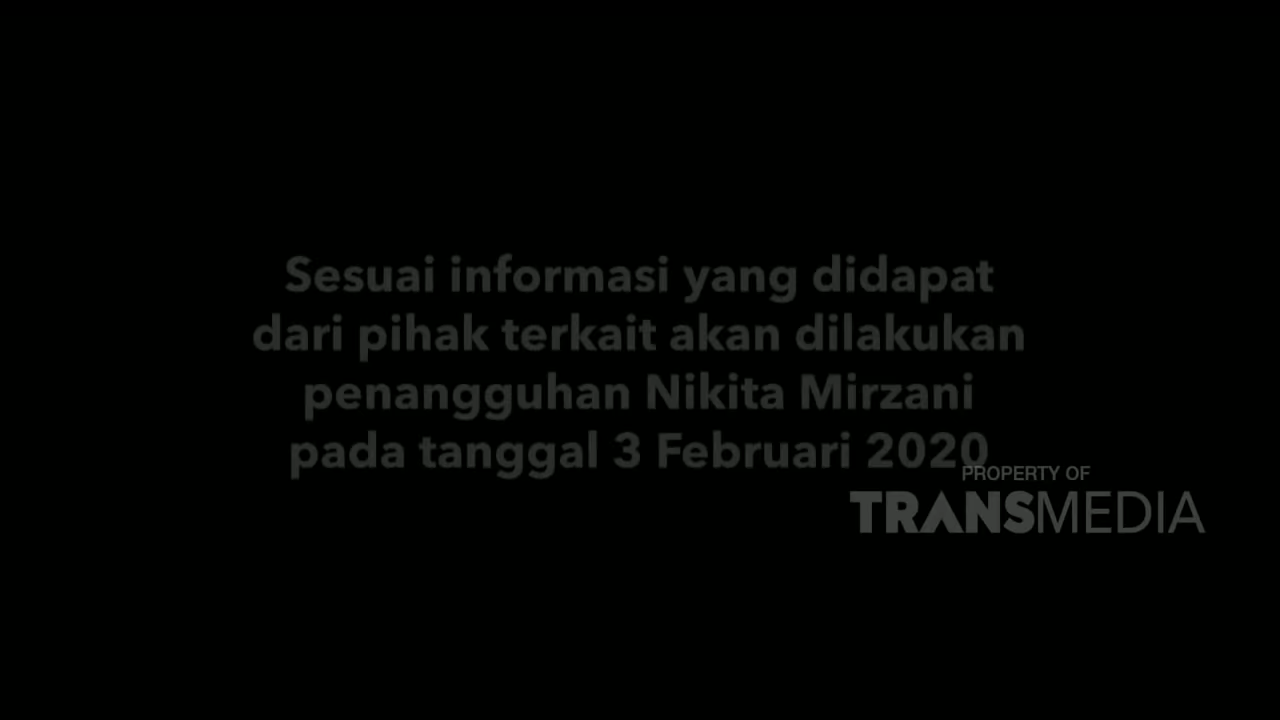 Sesuai informasi yang didapat
dari pihak terkait akan dilakukan
penangguhan Nikita Mirzani
pada tanggal 3 Februari 2020
PROPERTY OF
TRANSMEDIA